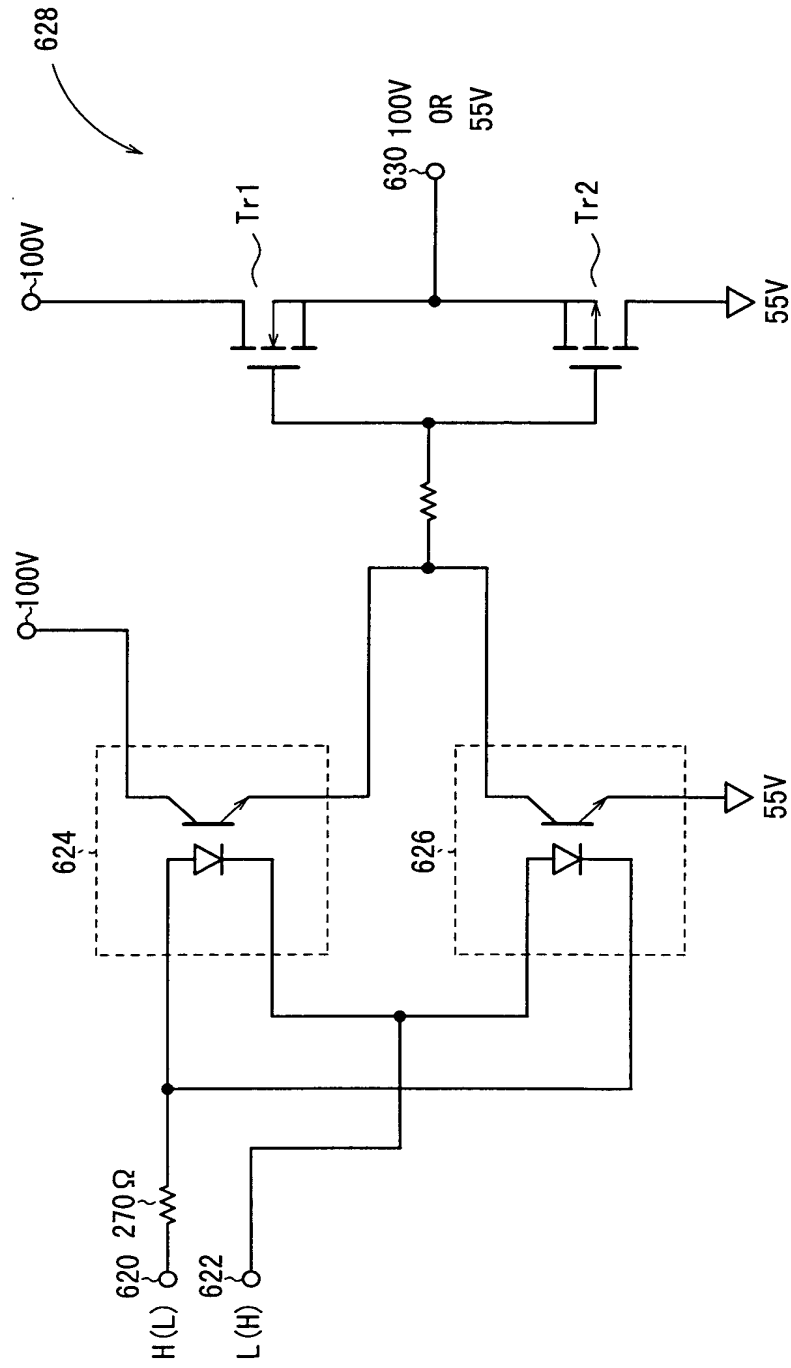 628
100V
Tr1
630 100V
OR
55V
Tr2
55V
100V
624
626
55V
270Ω
620
H(L)
622
L(H)